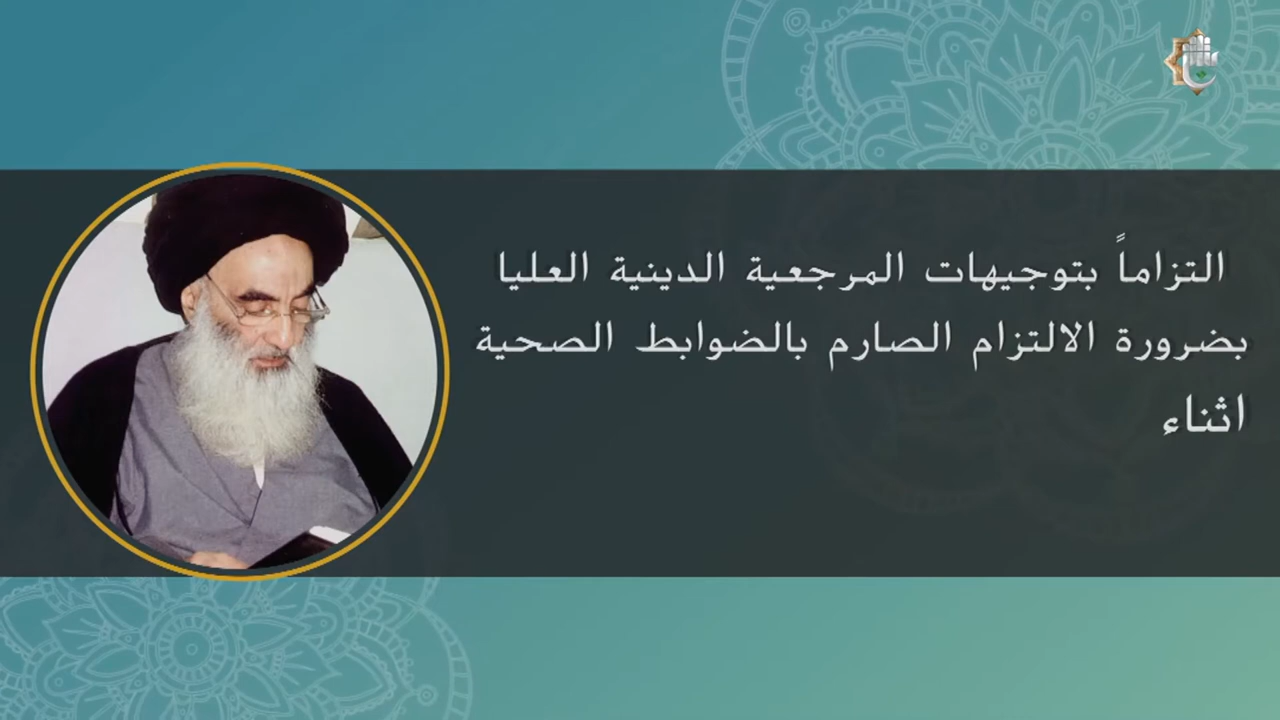 التزاماً بتوجيهات المرجعية الدينية العليا
بضرورة الالتزام الصارم بالضوابط الصحية
اثناء